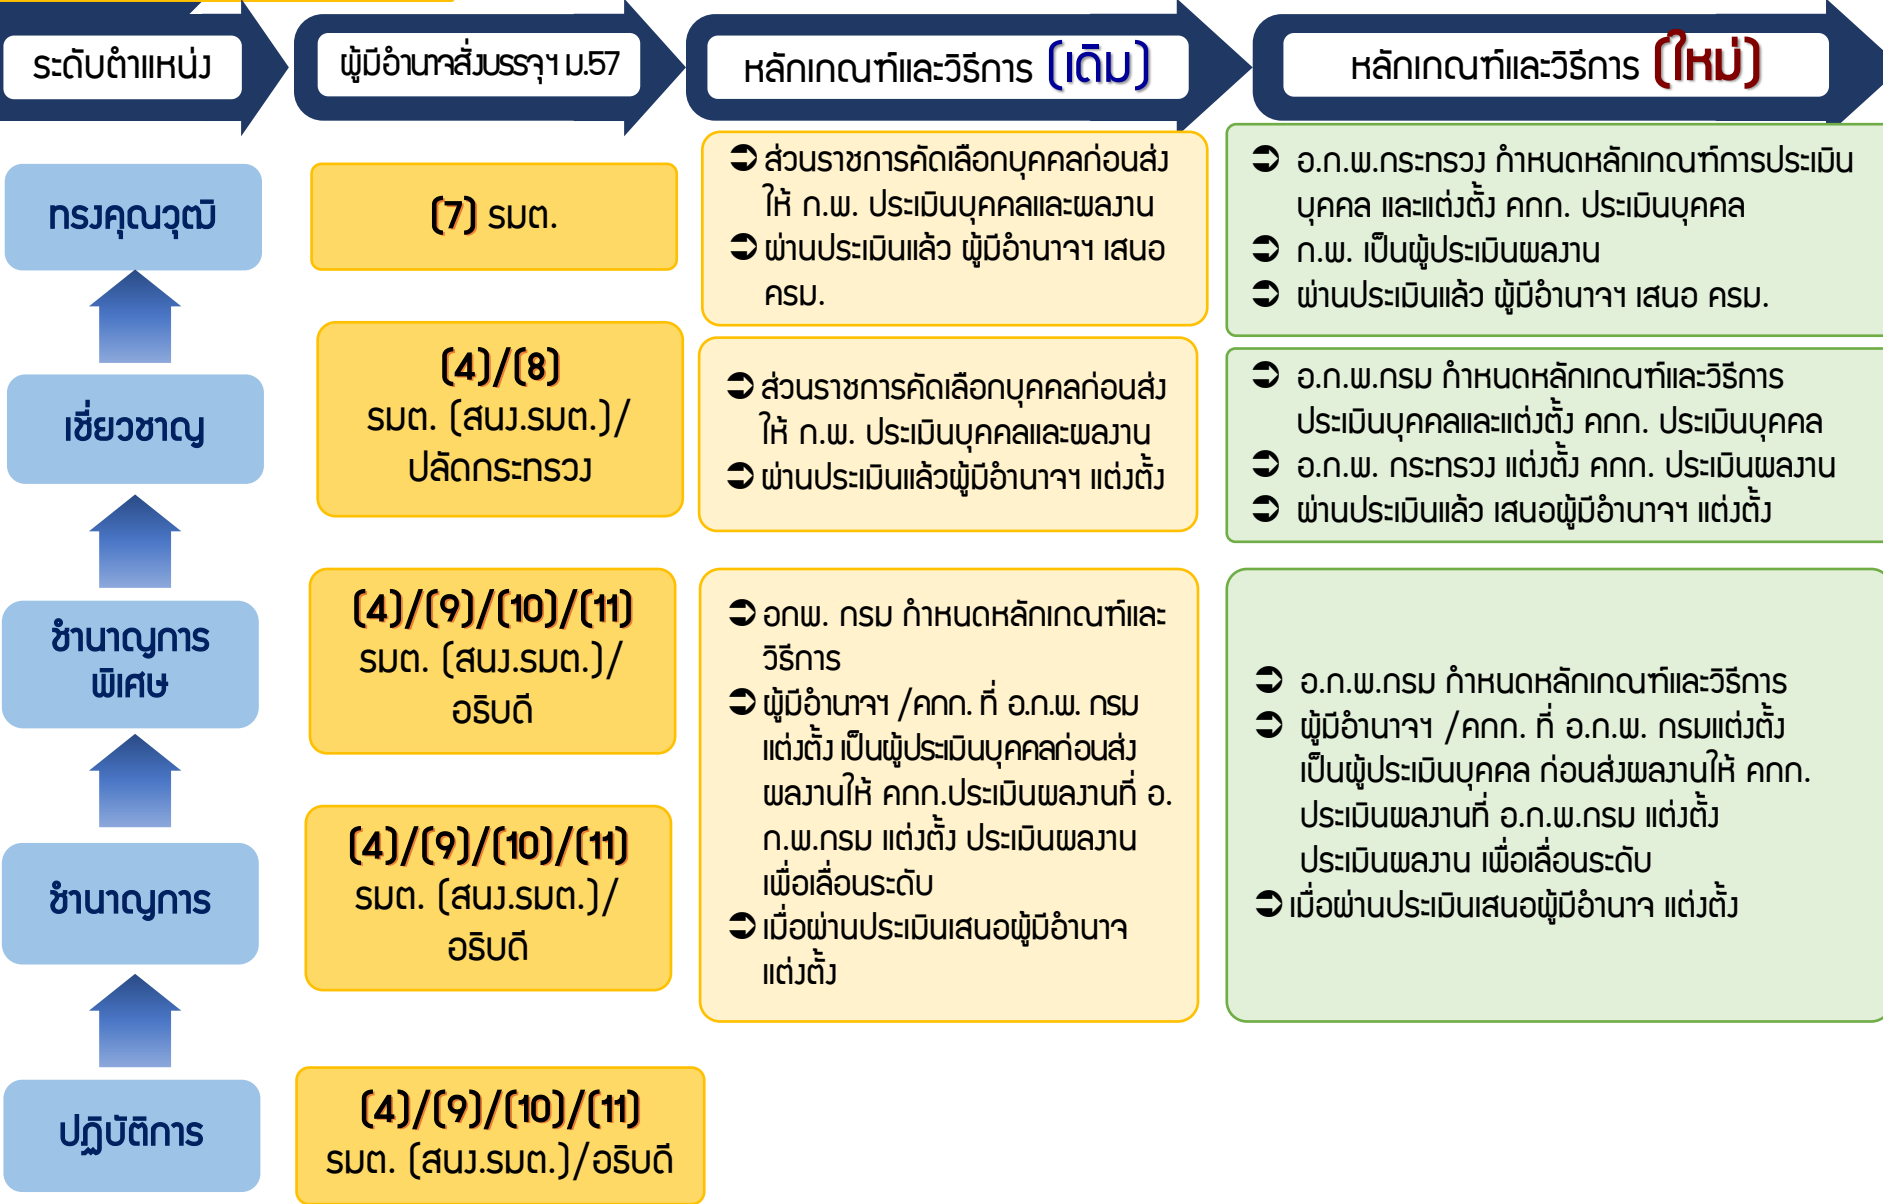 ระดับตำแหน่ง
ผู้มีอำนาจสั่งบรรจุฯ ม.57
หลักเกณฑ์และวิธีการ (เดิม)
หลักเกณฑ์และวิธีการ (ใหม่)
ทรงคุณวุฒิ
(7) รมต.
➲ ส่วนราชการคัดเลือกบุคคลก่อนส่ง
ให้ ก.พ. ประเมินบุคคลและผลงาน
➲ ผ่านประเมินแล้ว ผู้มีอำนาจฯ เสนอ
ครม.
➲ อ.ก.พ.กระทรวง กำหนดหลักเกณฑ์การประเมิน
บุคคล และแต่งตั้ง คกก. ประเมินบุคคล
➲ ก.พ. เป็นผู้ประเมินผลงาน
➲ ผ่านประเมินแล้ว ผู้มีอำนาจฯ เสนอ ครม.
เชี่ยวชาญ
(4)/(8)
รมต. (สนง.รมต.)/
ปลัดกระทรวง
➲ ส่วนราชการคัดเลือกบุคคลก่อนส่ง
ให้ ก.พ. ประเมินบุคคลและผลงาน
➲ ผ่านประเมินแล้วผู้มีอำนาจฯ แต่งตั้ง
➲ อ.ก.พ.กรม กำหนดหลักเกณฑ์และวิธีการ
ประเมินบุคคลและแต่งตั้ง คกก. ประเมินบุคคล
➲ อ.ก.พ. กระทรวง แต่งตั้ง คกก. ประเมินผลงาน
➲ ผ่านประเมินแล้ว เสนอผู้มีอำนาจฯ แต่งตั้ง
ชำนาญการ
พิเศษ
(4)/(9)/(10)/(11)
รมต. (สนง.รมต.)/
อธิบดี
➲ อกพ. กรม กำหนดหลักเกณฑ์และ
วิธีการ
➲ ผู้มีอำนาจฯ /คกก. ที่ อ.ก.พ. กรม
แต่งตั้ง เป็นผู้ประเมินบุคคลก่อนส่ง
ผลงานให้ คกก.ประเมินผลงานที่ อ.
ก.พ.กรม แต่งตั้ง ประเมินผลงาน
เพื่อเลื่อนระดับ
➲ เมื่อผ่านประเมินเสนอผู้มีอำนาจ
แต่งตั้ง
➲ อ.ก.พ.กรม กำหนดหลักเกณฑ์และวิธีการ
➲ ผู้มีอำนาจฯ /คกก. ที่ อ.ก.พ. กรมแต่งตั้ง
เป็นผู้ประเมินบุคคล ก่อนส่งผลงานให้ คกก.
ประเมินผลงานที่ อ.ก.พ.กรม แต่งตั้ง
ประเมินผลงาน เพื่อเลื่อนระดับ
➲ เมื่อผ่านประเมินเสนอผู้มีอำนาจ แต่งตั้ง
ชำนาญการ
(4)/(9)/(10)/(11)
รมต. (สนง.รมต.)/
อธิบดี
ปฏิบัติการ
(4)/(9)/(10)/(11)
รมต. (สนง.รมต.)/อธิบดี